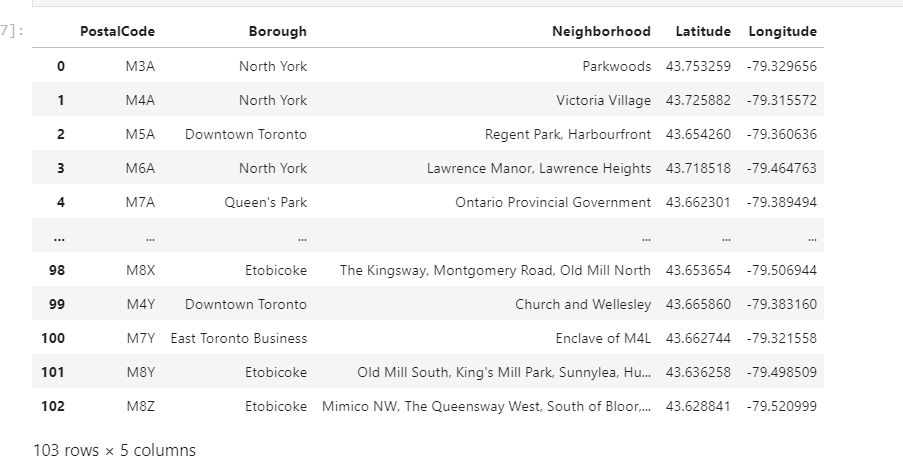 7]:
PostalCode Borough Neighborhood Latitude Longitude
0 M3A North York Parkwoods 43.753259 -79.329656
1 M4A North York Victoria Village 43.725882 -79.315572
2 M5A Downtown Toronto Regent Park, Harbourfront 43.654260 -79.360636
3 M6A North York Lawrence Manor, Lawrence Heights 43.718518 -79.464763
4 M7A Queen's Park Ontario Provincial Government 43.662301 -79.389494
... ... ... ... ... ...
98 M8X Etobicoke The Kingsway, Montgomery Road, Old Mill North 43.653654 -79.506944
99 M4Y Downtown Toronto Church and Wellesley 43.665860 -79.383160
100 M7Y East Toronto Business Enclave of M4L 43.662744 -79.321558
101 M8Y Etobicoke Old Mill South, King's Mill Park, Sunnylea, Hu... 43.636258 -79.498509
102 M8Z Etobicoke Mimico NW, The Queensway West, South of Bloor,... 43.628841 -79.520999
103 rows × 5 columns